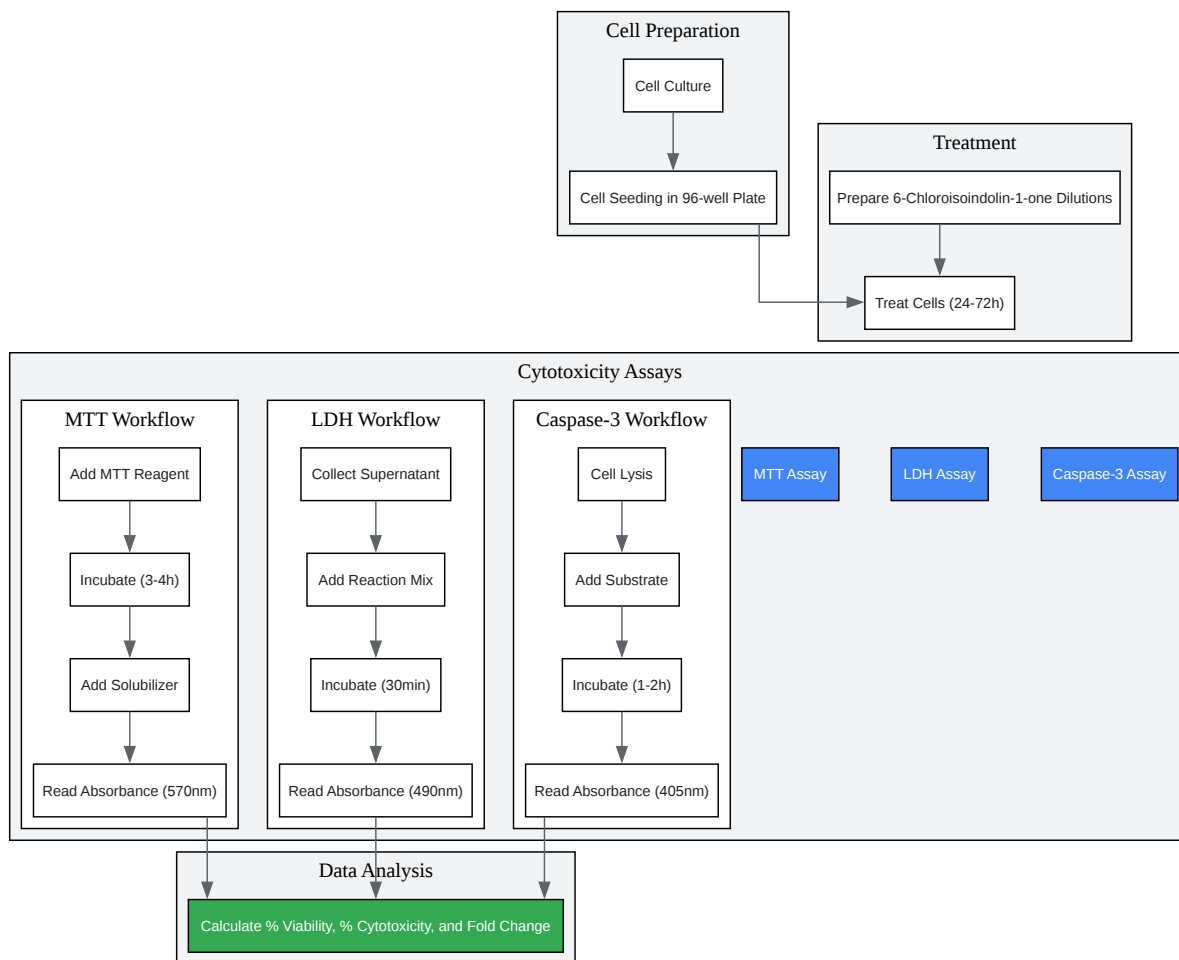 Cell Preparation
Cell Culture
Cell Seeding in 96-well Plate
Treatment
Prepare 6-Chloroisoindolin-1-one Dilutions
Treat Cells (24-72h)
Cytotoxicity Assays
MTT Workflow
Add MTT Reagent
Incubate (3-4h)
Add Solubilizer
Read Absorbance (570nm)
LDH Workflow
Collect Supernatant
Add Reaction Mix
Incubate (30min)
Read Absorbance (490nm)
Caspase-3 Workflow
Cell Lysis
Add Substrate
Incubate (1-2h)
Read Absorbance (405nm)
MTT Assay
LDH Assay
Caspase-3 Assay
Data Analysis
Calculate % Viability, % Cytotoxicity, and Fold Change